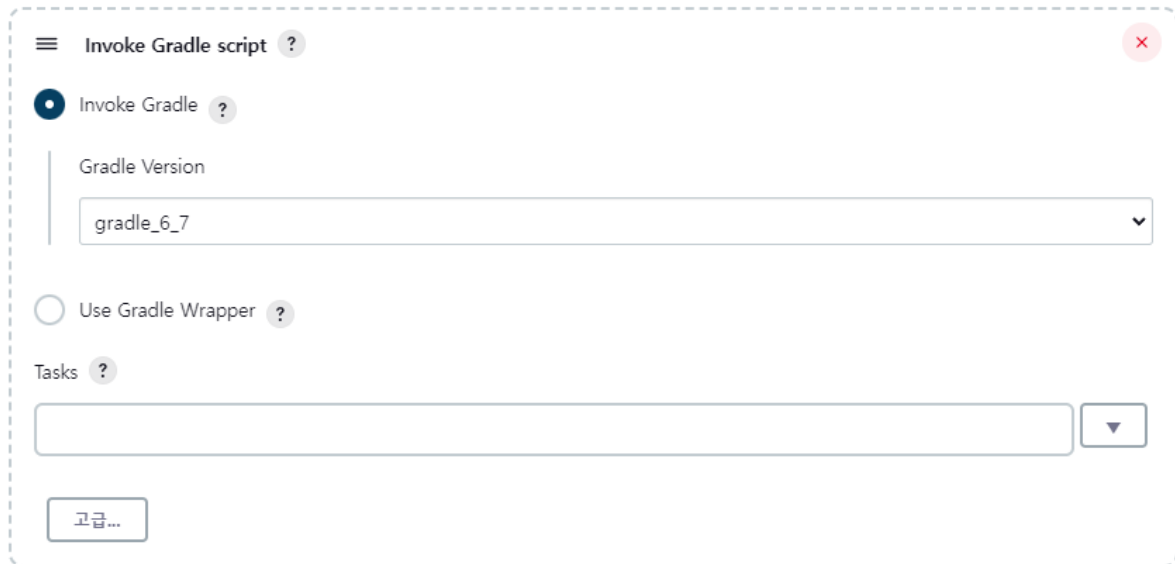 Invoke Gradle script ?
Invoke Gradle ?
Gradle Version
gradle_6_7
Use Gradle Wrapper ?
Tasks ?
고급...